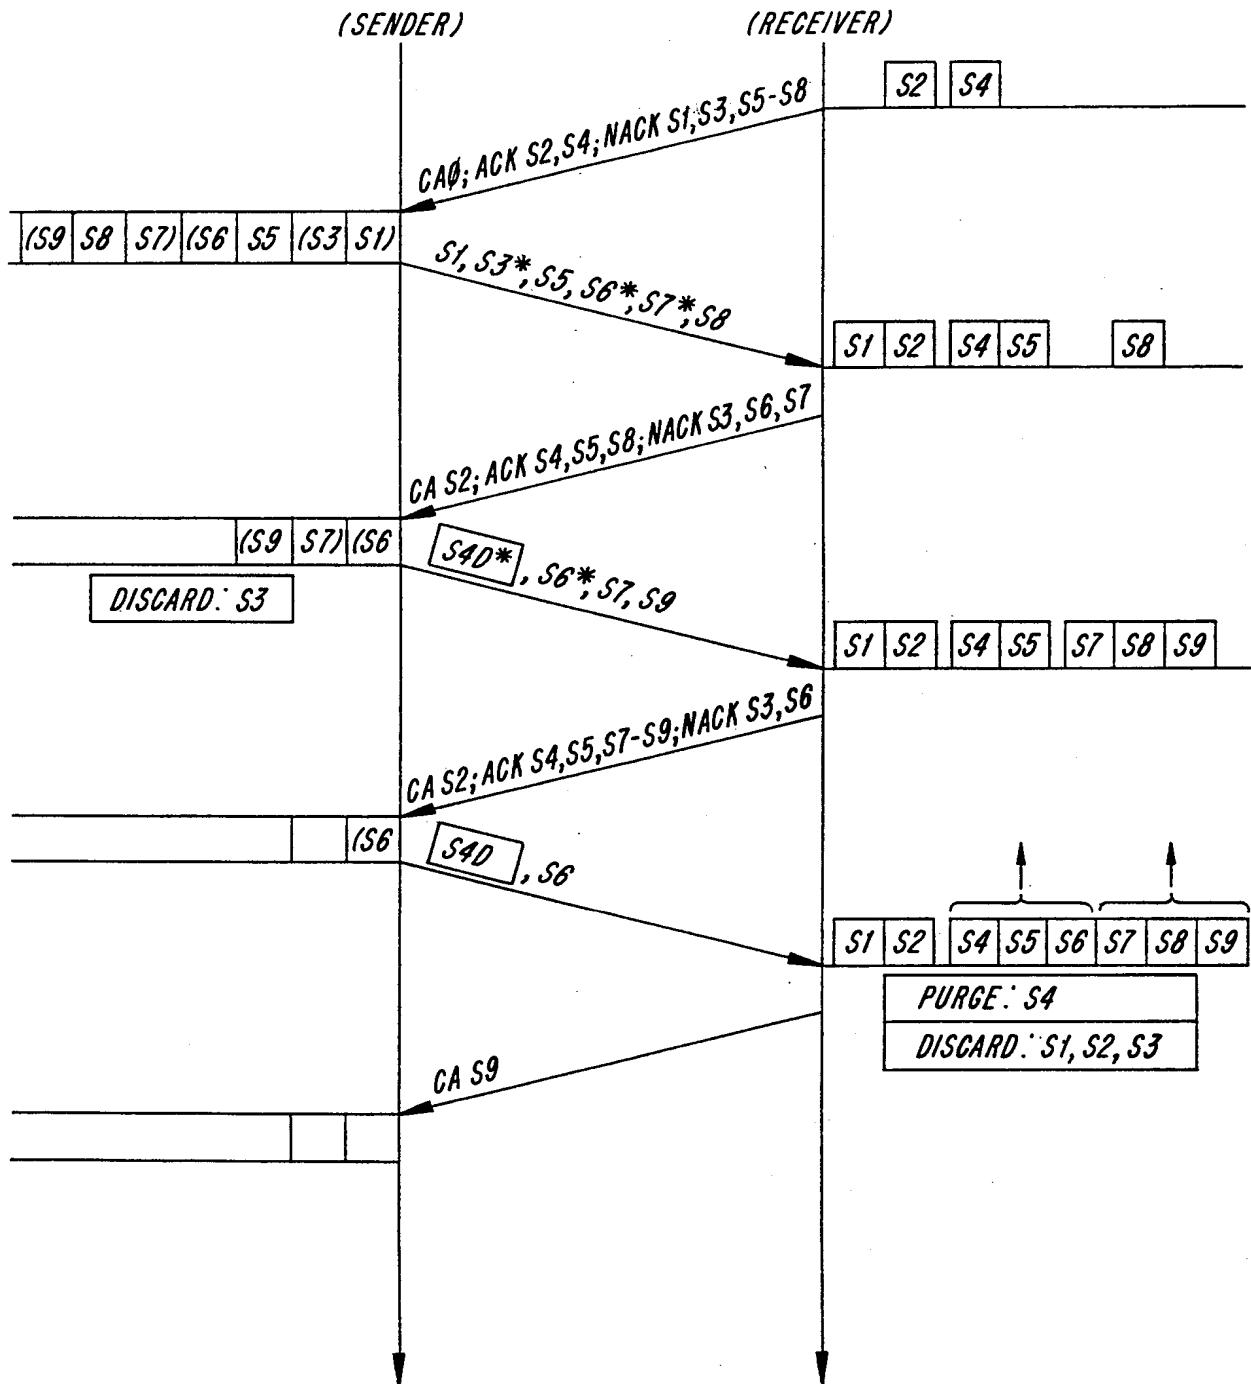 (SENDER)
(RECEIVER)
S2 S4
CAØ; ACK S2,S4; NACK S1,S3,S5-S8
(S9 S8 S7) (S6 S5 (S3 S1)
S1, S3*, S5, S6*, S7*, S8
S1 S2 S4 S5 S8
CA S2; ACK S4,S5,S8; NACK S3,S6,S7
(S9 S7) (S6
S4D*, S6*, S7, S9
DISCARD: S3
S1 S2 S4 S5 S7 S8 S9
CA S2; ACK S4,S5,S7-S9; NACK S3,S6
(S6
S4D, S6
S1 S2 S4 S5 S6 S7 S8 S9
PURGE: S4
DISCARD: S1, S2, S3
CA S9